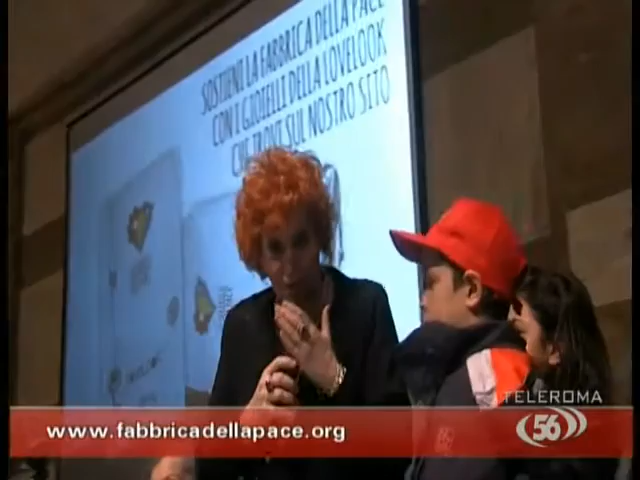 SOSTIENI LA FABBRICA DELLA PACE
CON I GIOIELLI DELLA LOVELOOK
CHE TROVI SUL NOSTRO SITO
TELEROMA
56
www.fabbricadellapace.org